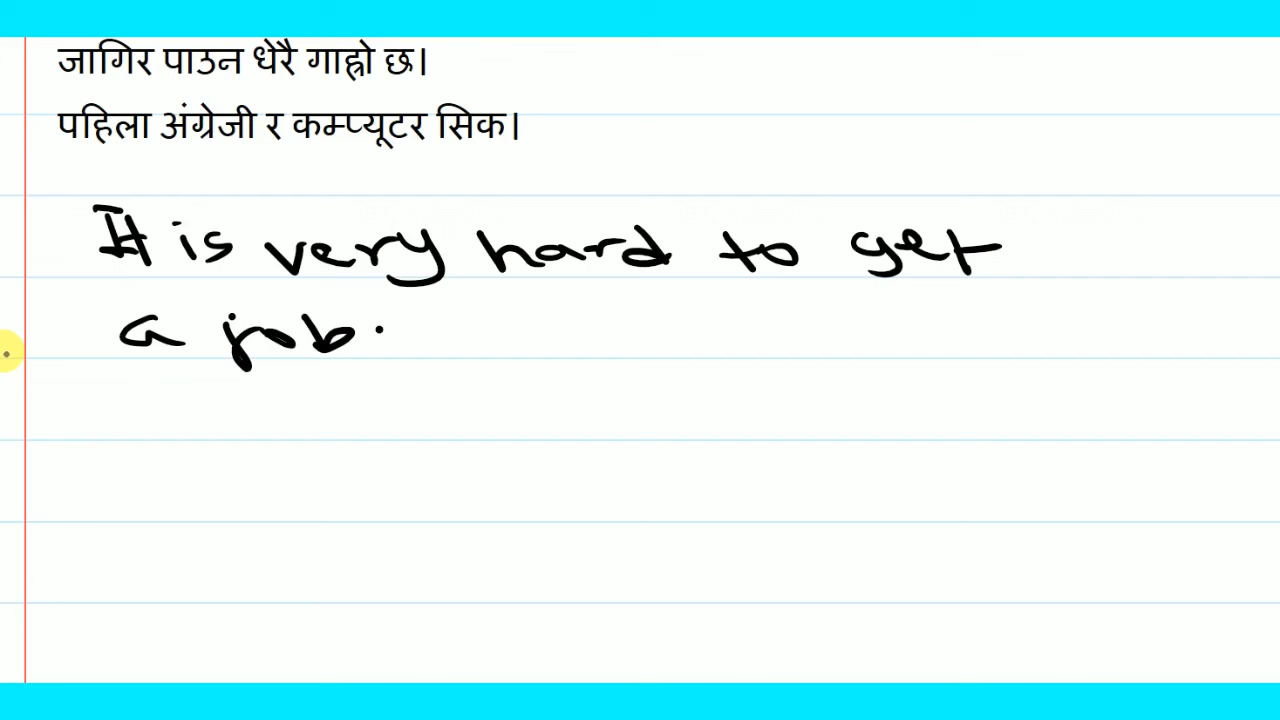 जागिर पाउन धेरै गाह्रो छ।
पहिला अंग्रेजी र कम्प्यूटर सिक।
It is very hard to get
a job.